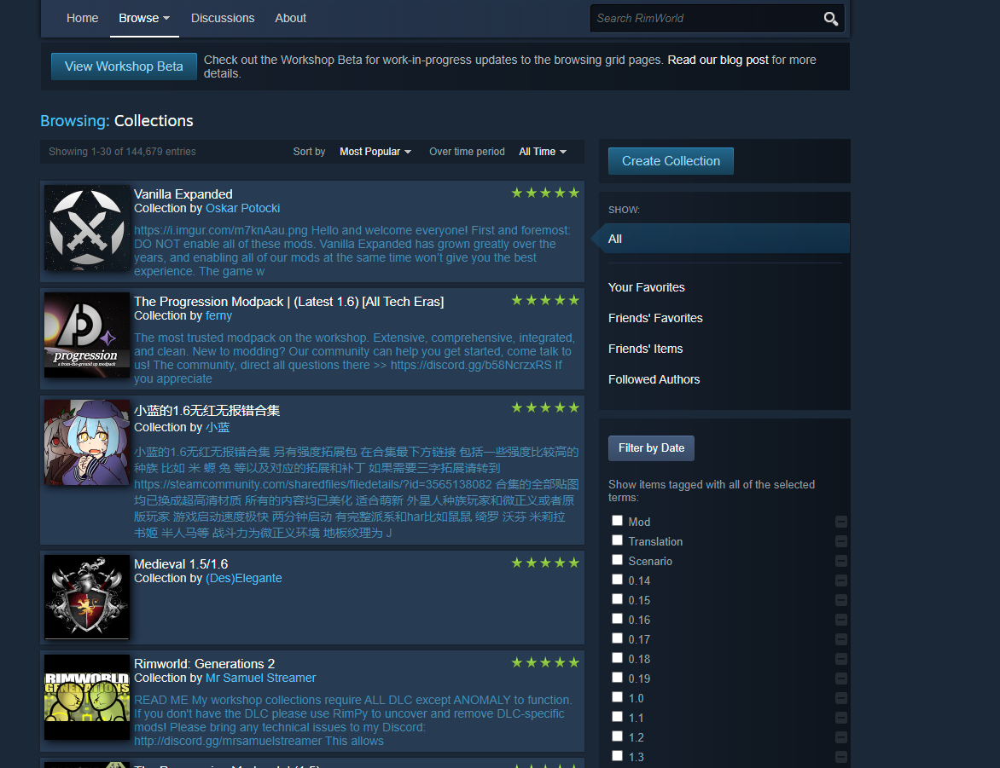 Home
Browse
Discussions
About
Search RimWorld
View Workshop Beta
Check out the Workshop Beta for work-in-progress updates to the browsing grid pages. Read our blog post for more
details.
Browsing: Collections
Showing 1-30 of 144,679 entries
Sort by
Most Popular
Over time period
All Time
Vanilla Expanded
Collection by Oskar Potocki
https://i.imgur.com/m7knAau.png Hello and welcome everyone! First and foremost:
DO NOT enable all of these mods. Vanilla Expanded has grown greatly over the
years, and enabling all of our mods at the same time won't give you the best
experience. The game w
progression
a from-the-ground up modpack
The Progression Modpack | (Latest 1.6) [All Tech Eras]
Collection by ferny
The most trusted modpack on the workshop. Extensive, comprehensive, integrated,
and clean. New to modding? Our community can help you get started, come talk to
us! The community, direct all questions there >> https://discord.gg/b58NcrzxRS If
you appreciate
小蓝的1.6无红无报错合集
Collection by 小蓝
小蓝的1.6无红无报错合集 另有强度拓展包 在合集最下方链接 包括一些强度比较高的
种族 比如 米 螈 兔 等以及对应的拓展和补丁 如果需要三字拓展请转到
https://steamcommunity.com/sharedfiles/filedetails/?id=3565138082 合集的全部贴图
均已换成超高清材质 所有的内容均已美化 适合萌新 外星人种族玩家和微正义或者原
版玩家 游戏启动速度极快 两分钟启动 有完整派系和har比如鼠鼠 绮罗 沃芬 米莉拉
书姬 半人马等 战斗力为微正义环境 地板纹理为 J
Medieval 1.5/1.6
Collection by (Des)Elegante
RIMWORLD
GENERATIONS
Rimworld: Generations 2
Collection by Mr Samuel Streamer
READ ME My workshop collections require ALL DLC except ANOMALY to function.
If you don't have the DLC please use RimPy to uncover and remove DLC-specific
mods! Please bring any technical issues to my Discord:
http://discord.gg/mrsamuelstreamer This allows
Create Collection
SHOW:
All
Your Favorites
Friends' Favorites
Friends' Items
Followed Authors
Filter by Date
Show items tagged with all of the selected
terms:
Mod
Translation
Scenario
0.14
0.15
0.16
0.17
0.18
0.19
1.0
1.1
1.2
1.3